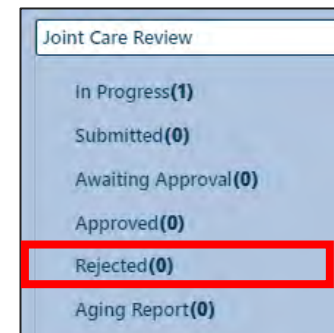 Joint Care Review
In Progress(1)
Submitted(0)
Awaiting Approval(0)
Approved(0)
Rejected(0)
Aging Report(0)